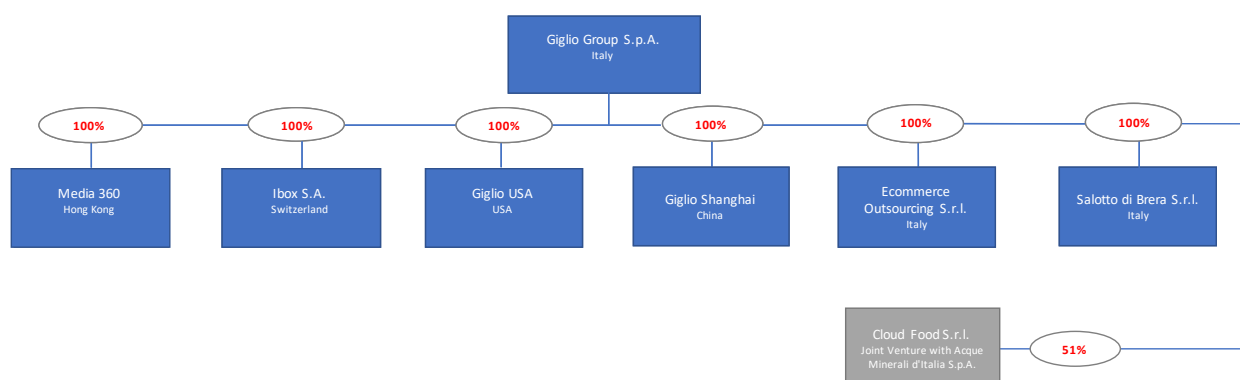 Giglio Group S.p.A.
Italy
100%
100%
100%
100%
100%
100%
Media 360
Hong Kong
Ibox S.A.
Switzerland
Giglio USA
USA
Giglio Shanghai
China
Ecommerce
Outsourcing S.r.l.
Italy
Salotto di Brera S.r.l.
Italy
Cloud Food S.r.l.
Joint Venture with Acque
Minerali d'Italia S.p.A.
51%